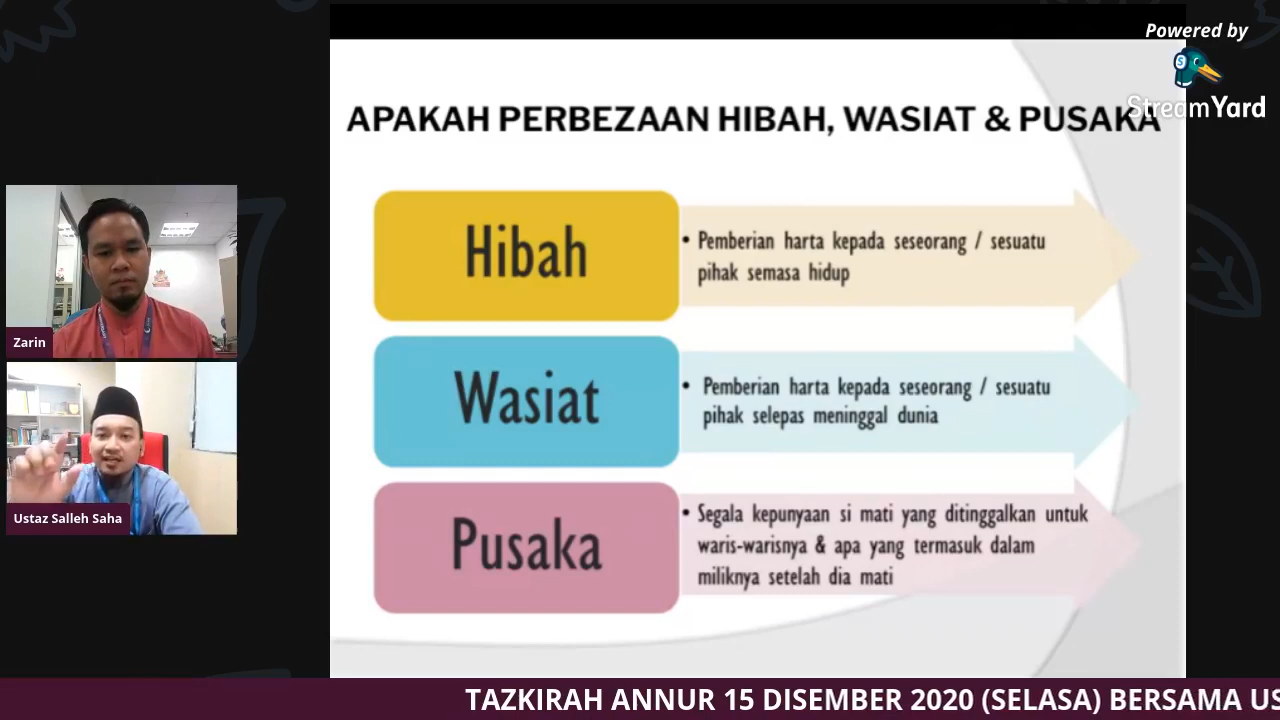 Powered by
StreamYard
APAKAH PERBEZAAN HIBAH, WASIAT & PUSAKA
Hibah
• Pemberian harta kepada seseorang / sesuatu
pihak semasa hidup
Wasiat
• Pemberian harta kepada seseorang / sesuatu
pihak selepas meninggal dunia
Pusaka
• Segala kepunyaan si mati yang ditinggalkan untuk
waris-warisnya & apa yang termasuk dalam
miliknya setelah dia mati
Zarin
Ustaz Salleh Saha
TAZKIRAH ANNUR 15 DISEMBER 2020 (SELASA) BERSAMA US